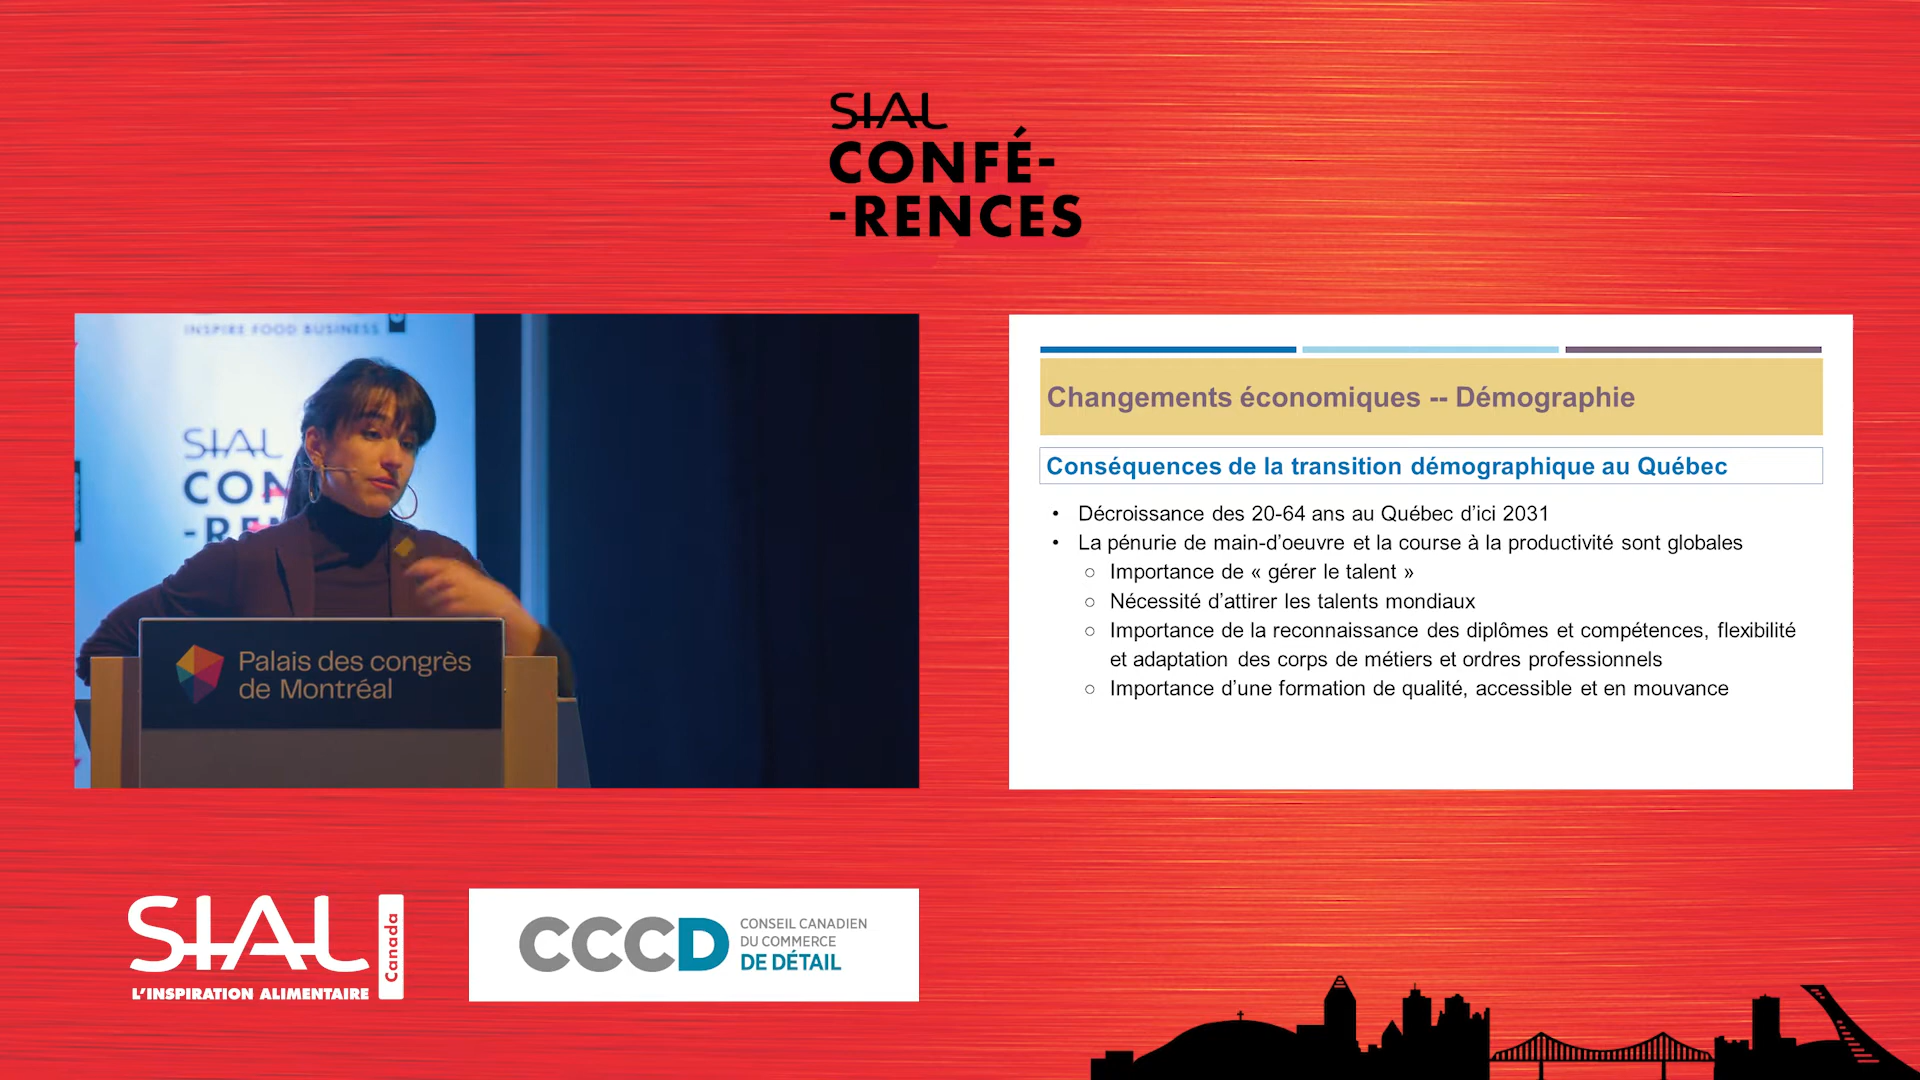 SIAL
CONFÉ-
-RENCES
INSPIRE FOOD BUSINESS
SIAL
CON
-RE
Palais des congrès
de Montréal
Changements économiques -- Démographie
Conséquences de la transition démographique au Québec
• Décroissance des 20-64 ans au Québec d’ici 2031
• La pénurie de main-d’oeuvre et la course à la productivité sont globales
○ Importance de « gérer le talent »
○ Nécessité d’attirer les talents mondiaux
○ Importance de la reconnaissance des diplômes et compétences, flexibilité
et adaptation des corps de métiers et ordres professionnels
○ Importance d’une formation de qualité, accessible et en mouvance
SIAL
Canada
L’INSPIRATION ALIMENTAIRE
CCCD
CONSEIL CANADIEN
DU COMMERCE
DE DÉTAIL